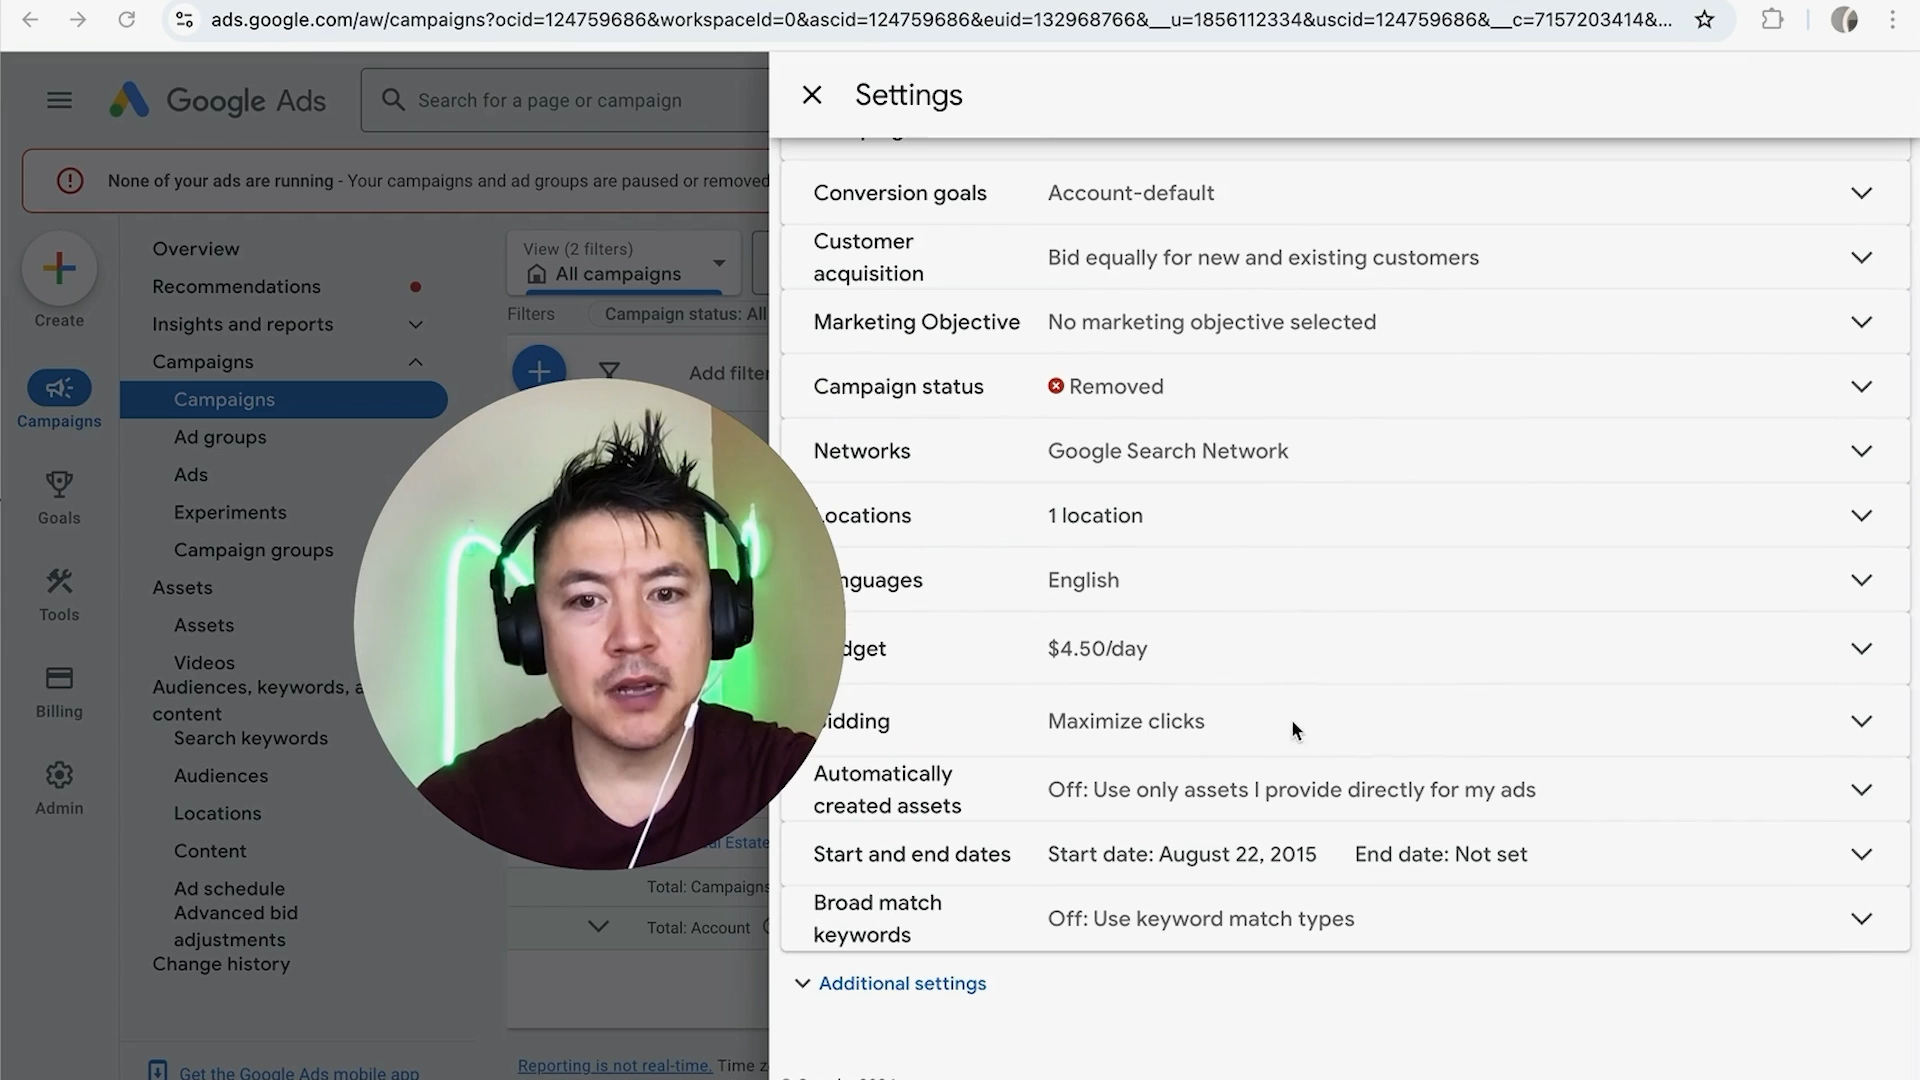 ads.google.com/aw/campaigns?ocid=124759686&workspaceId=0&ascid=124759686&euid=132968766&__u=1856112334&uscid=124759686&__c=7157203414&...
Google Ads
Search for a page or campaign
Settings
None of your ads are running - Your campaigns and ad groups are paused or removed
Create
Campaigns
Goals
Tools
Billing
Admin
Overview
Recommendations
Insights and reports
Campaigns
Campaigns
Ad groups
Ads
Experiments
Campaign groups
Assets
Assets
Videos
Audiences, keywords, a
content
Search keywords
Audiences
Locations
Content
Ad schedule
Advanced bid
adjustments
Change history
Get the Google Ads mobile app
View (2 filters)
All campaigns
Filters
Campaign status: All
Add filter
al Estate
Total: Campaigns
Total: Account
Reporting is not real-time. Time z
Conversion goals Account-default
Customer
acquisition
Bid equally for new and existing customers
Marketing Objective No marketing objective selected
Campaign status Removed
Networks Google Search Network
ocations 1 location
nguages English
dget $4.50/day
idding Maximize clicks
Automatically
created assets
Off: Use only assets I provide directly for my ads
Start and end dates Start date: August 22, 2015 End date: Not set
Broad match
keywords
Off: Use keyword match types
Additional settings